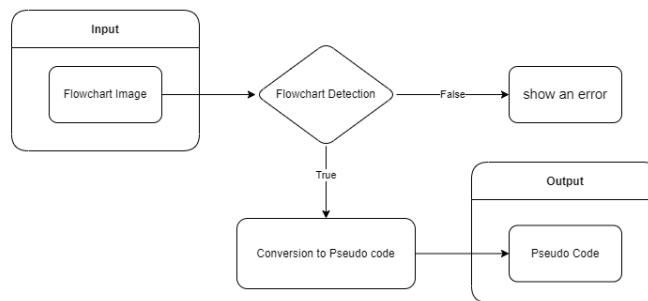 Input
Flowchart Image
Flowchart Detection
False
show an error
True
Conversion to Pseudo code
Output
Pseudo Code